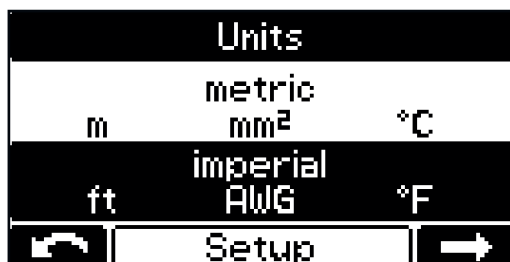 Units
metric
m mm² °C
imperial
ft AWG °F
Setup